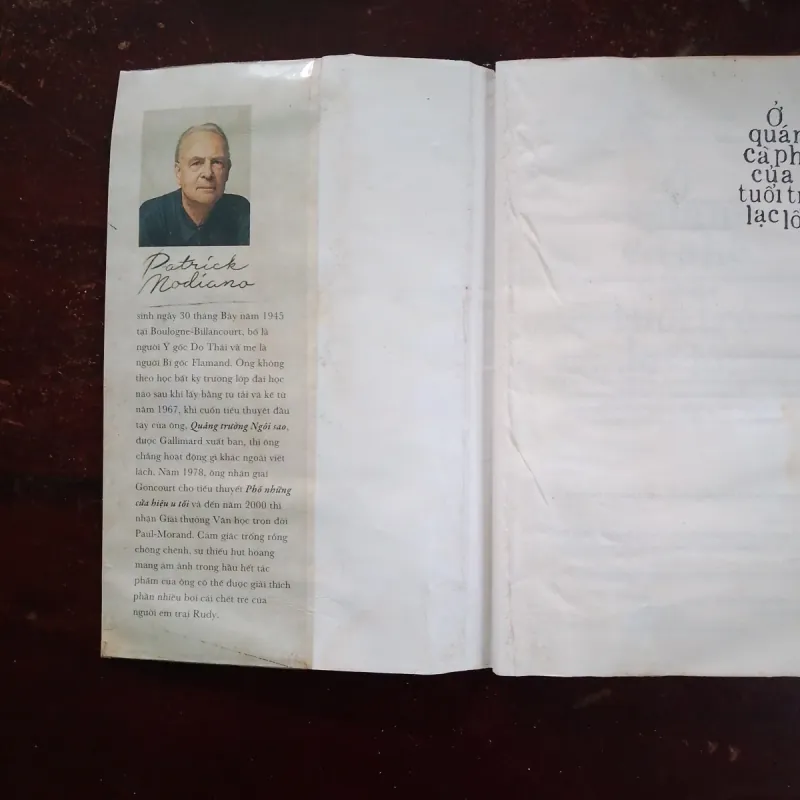 Patrick
Modiano
sinh ngày 30 tháng Bảy năm 1945
tại Boulogne-Billancourt, bố là
người Ý gốc Do Thái và mẹ là
người Bỉ gốc Flamand. Ông không
theo học bất kỳ trường lớp đại học
nào sau khi lấy bằng tú tài và kể từ
năm 1967, khi cuốn tiểu thuyết đầu
tay của ông, Quảng trường Ngôi sao,
được Gallimard xuất bản, thì ông
chẳng hoạt động gì khác ngoài viết
lách. Năm 1978, ông nhận giải
Goncourt cho tiểu thuyết Phố những
cửa hiệu u tối và đến năm 2000 thì
nhận Giải thưởng Văn học trọn đời
Paul-Morand. Cảm giác trống rỗng
chông chênh, sự thiếu hụt hoang
mang ám ảnh trong hầu hết tác
phẩm của ông có thể được giải thích
phần nhiều bởi cái chết trẻ của
người em trai Rudy.
Ở
quán
cà ph
của
tuổi tr
lạc lố